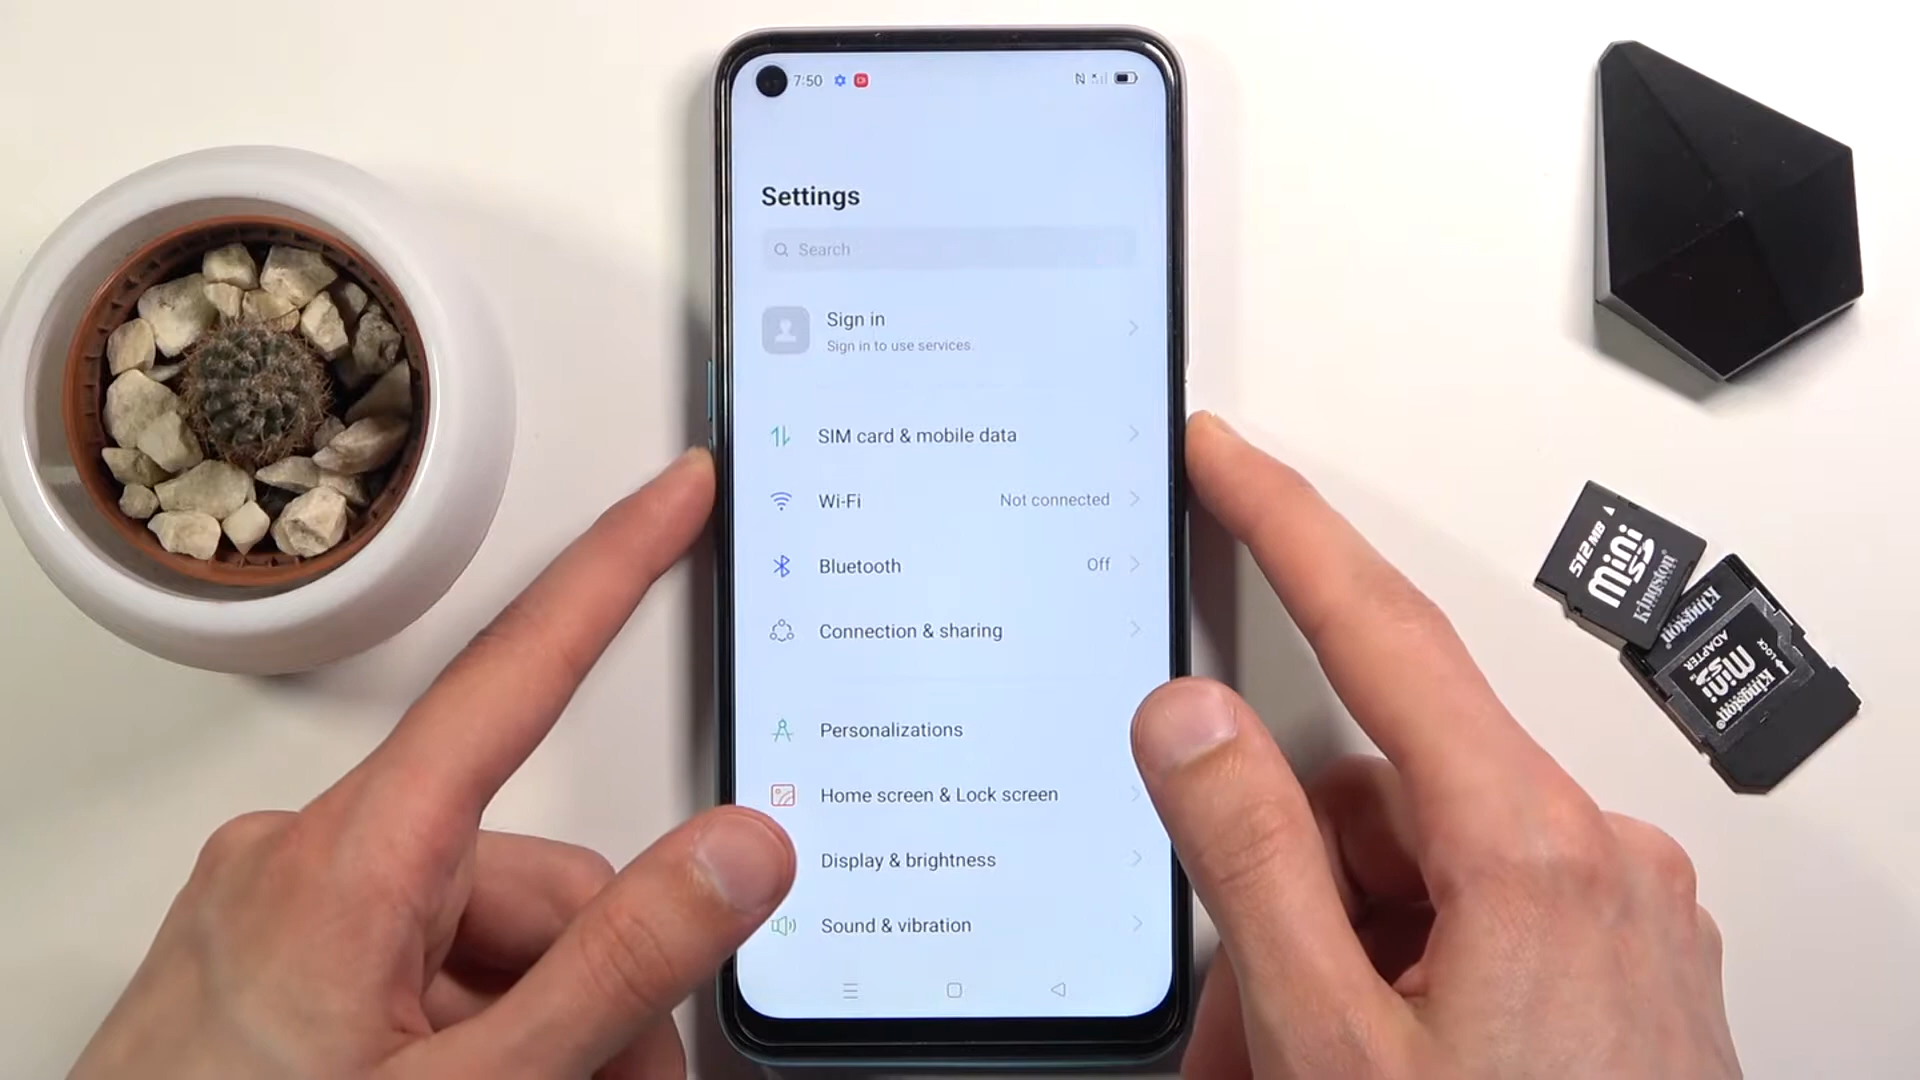 7:50
Settings
Search
Sign in
Sign in to use services.
SIM card & mobile data
Wi-Fi
Not connected
Bluetooth
Off
Connection & sharing
Personalizations
Home screen & Lock screen
Display & brightness
Sound & vibration
512MB
mini
SD
Kingston
Kingston
ADAPTER
mini
SD
LOCK
Kingston